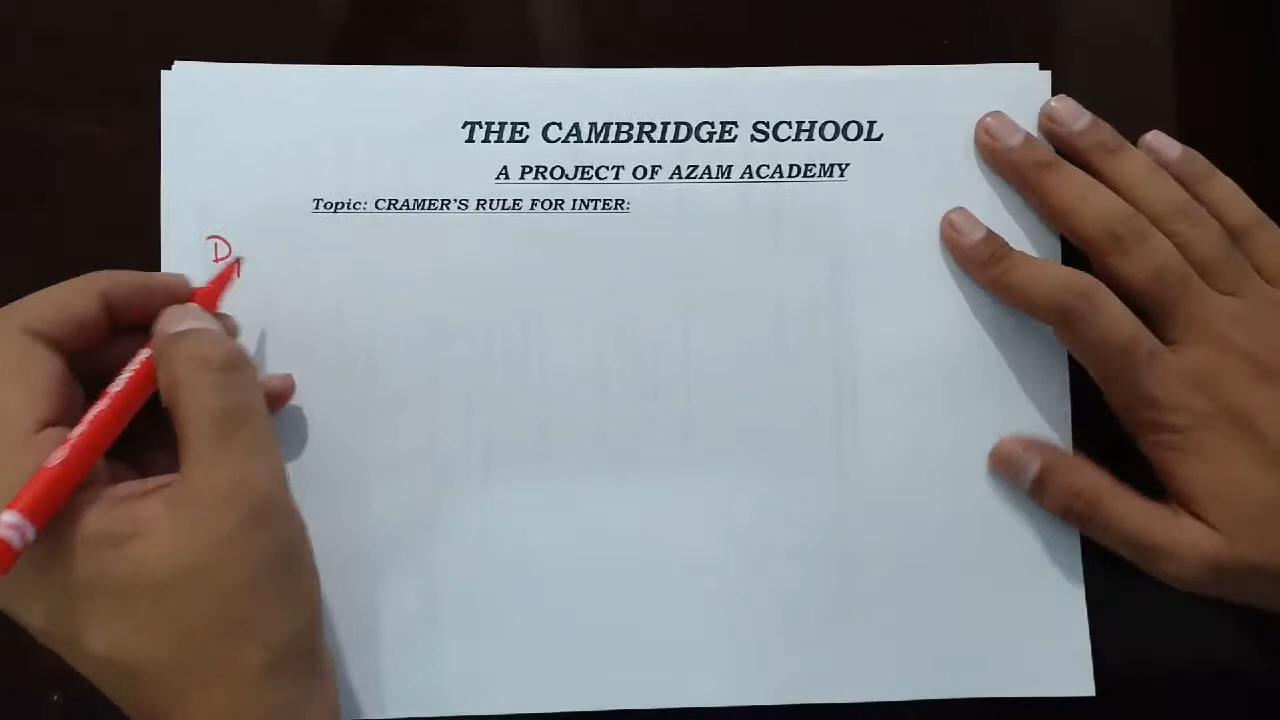 THE CAMBRIDGE SCHOOL
A PROJECT OF AZAM ACADEMY
Topic: CRAMER'S RULE FOR INTER:
D